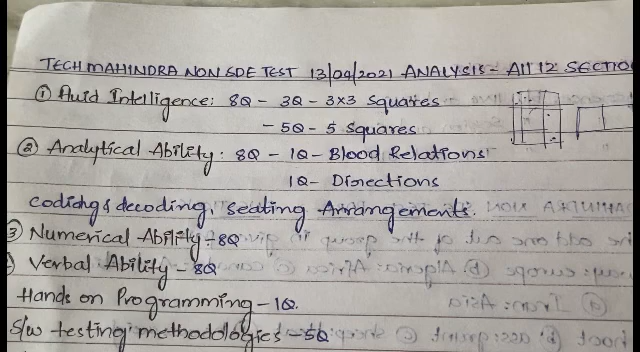 TECH MAHINDRA NON SDE TEST 13/09/2021 ANALYSIS - All 12 SECTIO
① Fluid Intelligence: 8Q - 3Q - 3x3 Squares
- 5Q - 5 Squares
② Analytical Ability: 8Q - 1Q - Blood Relations
1Q - Directions
coding & decoding, seating Arrangements.
③ Numerical Ability - 8Q
Verbal Ability - 8Q
Hands on Programming - 1Q.
S/w testing methodologies - 5Q